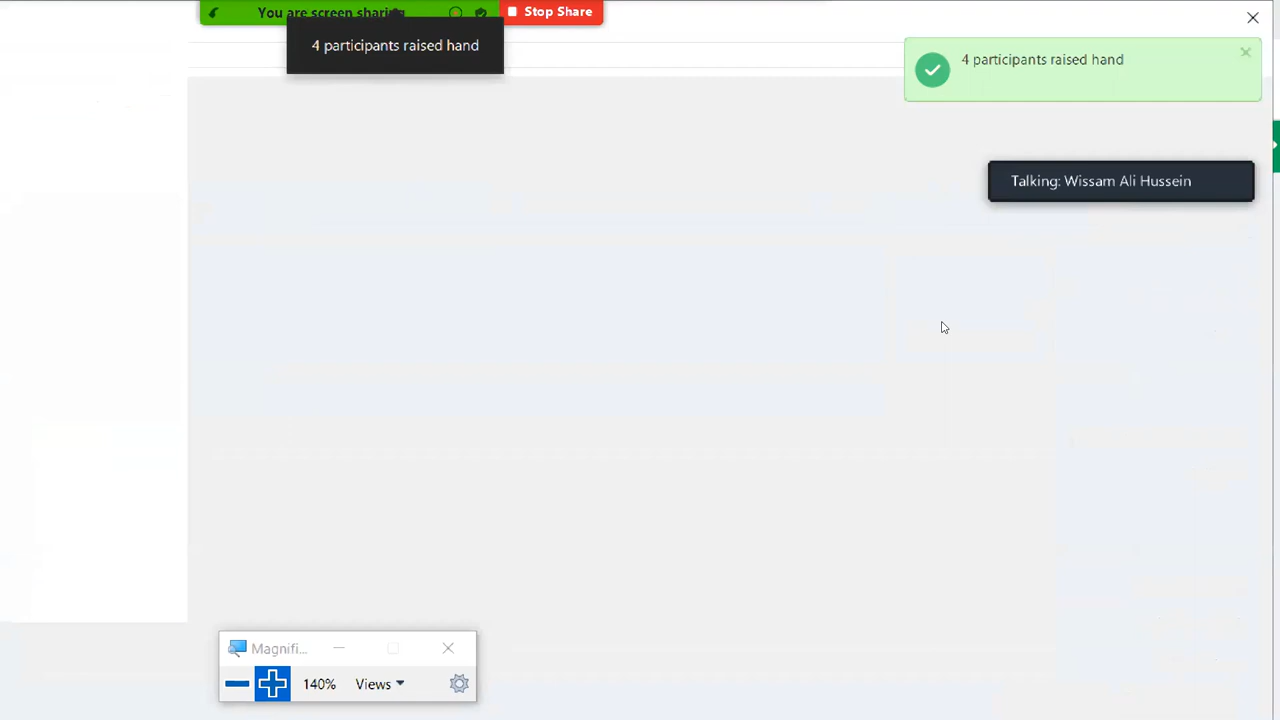 You are screen sharing
Stop Share
4 participants raised hand
4 participants raised hand
Talking: Wissam Ali Hussein
Magnifi...
140%
Views